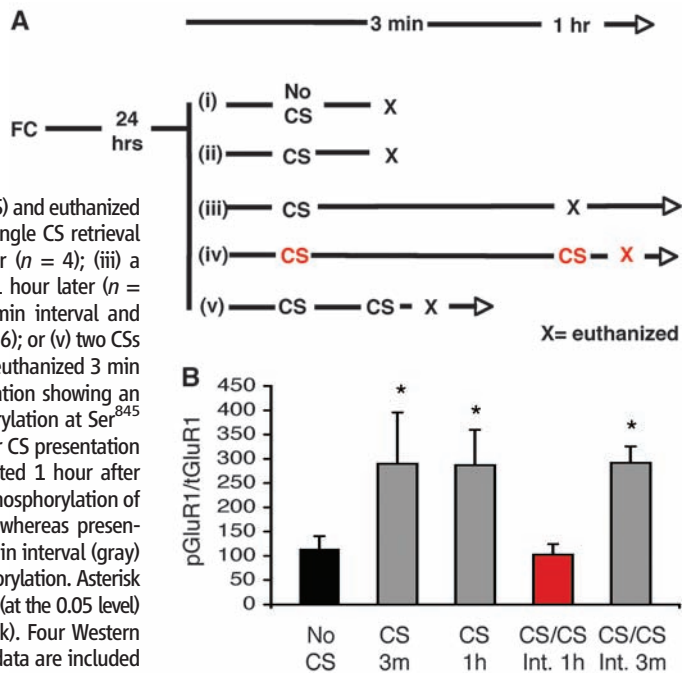 A
3 min
1 hr
FC
24
hrs
(i)
No
CS
X
(ii)
CS
X
(iii)
CS
X
(iv)
CS
CS
X
(v)
CS
CS
X
X= euthanized
S) and euthanized
ngle CS retrieval
r (n = 4); (iii) a
1 hour later (n =
min interval and
6); or (v) two CSs
euthanized 3 min
ation showing an
rylation at Ser845
r CS presentation
ted 1 hour after
hosphorylation of
whereas presen-
in interval (gray)
orylation. Asterisk
(at the 0.05 level)
k). Four Western
data are included
B
pGluR1/tGluR1
450
400
350
300
250
200
150
100
50
0
*
*
*
No
CS
CS
3m
CS
1h
CS/CS
Int. 1h
CS/CS
Int. 3m